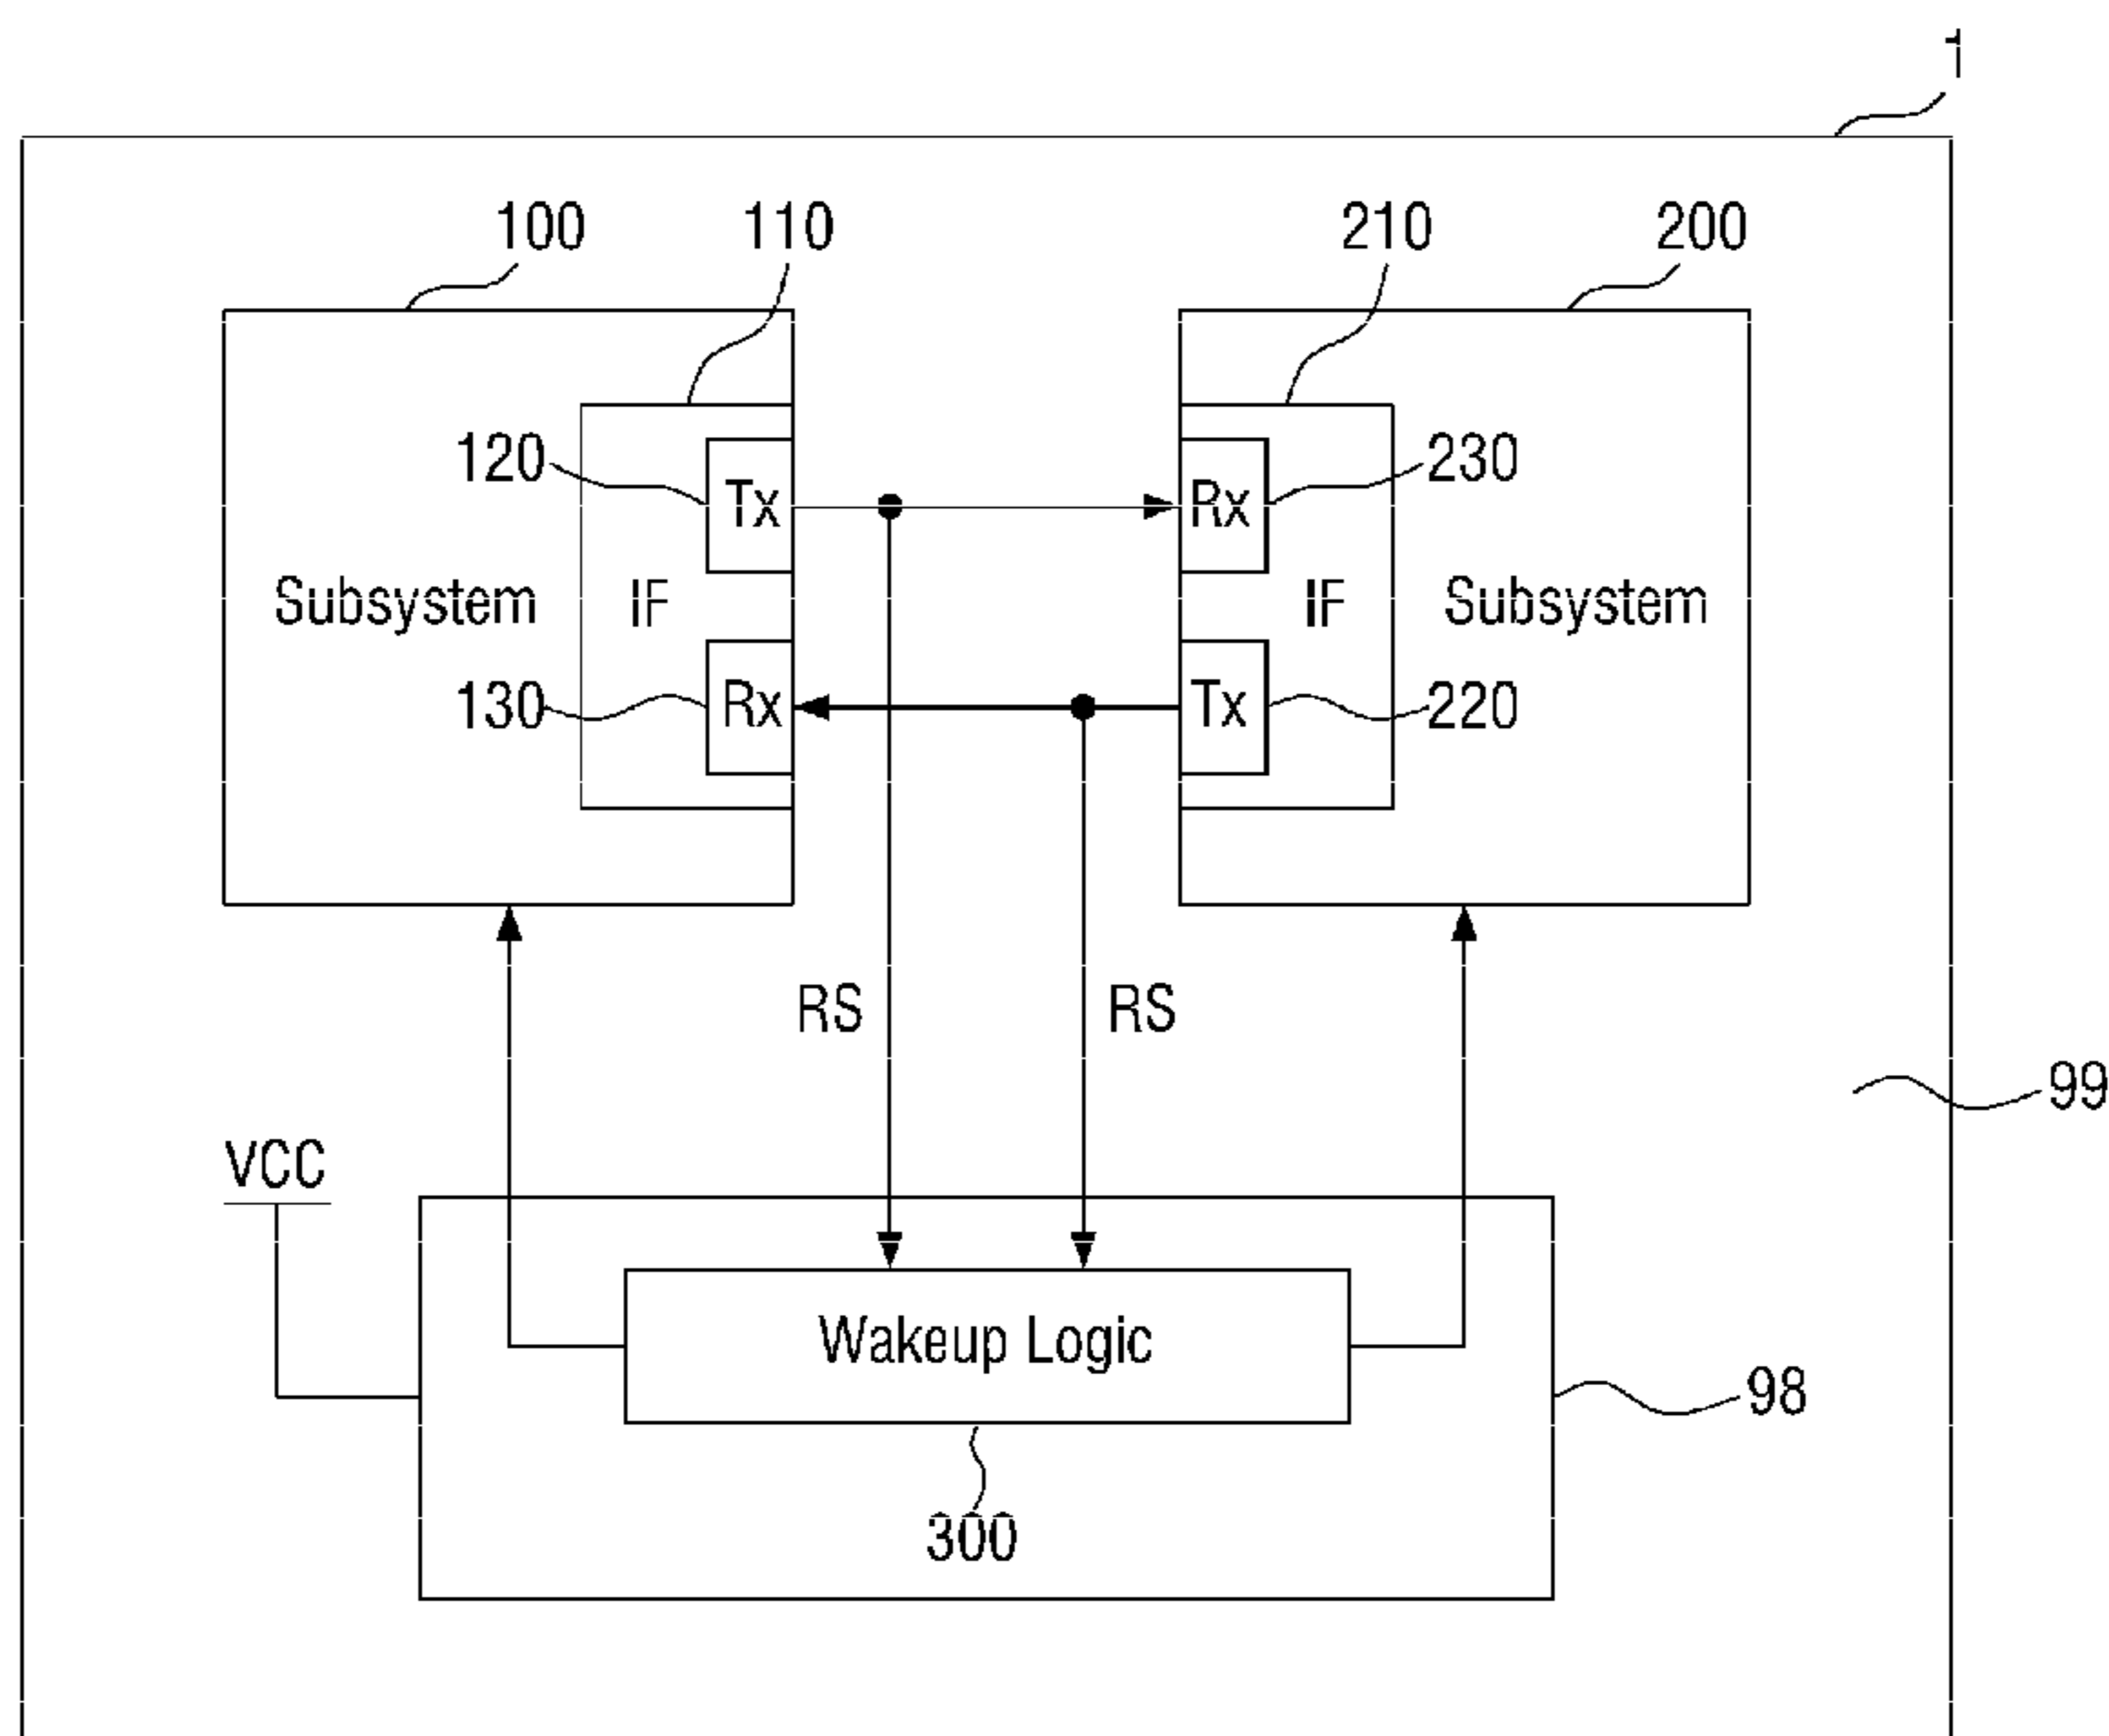 1
100 110 210 200
120 Tx Rx 230
Subsystem IF IF Subsystem
130 Rx Tx 220
RS RS
99
VCC
Wakeup Logic
98
300